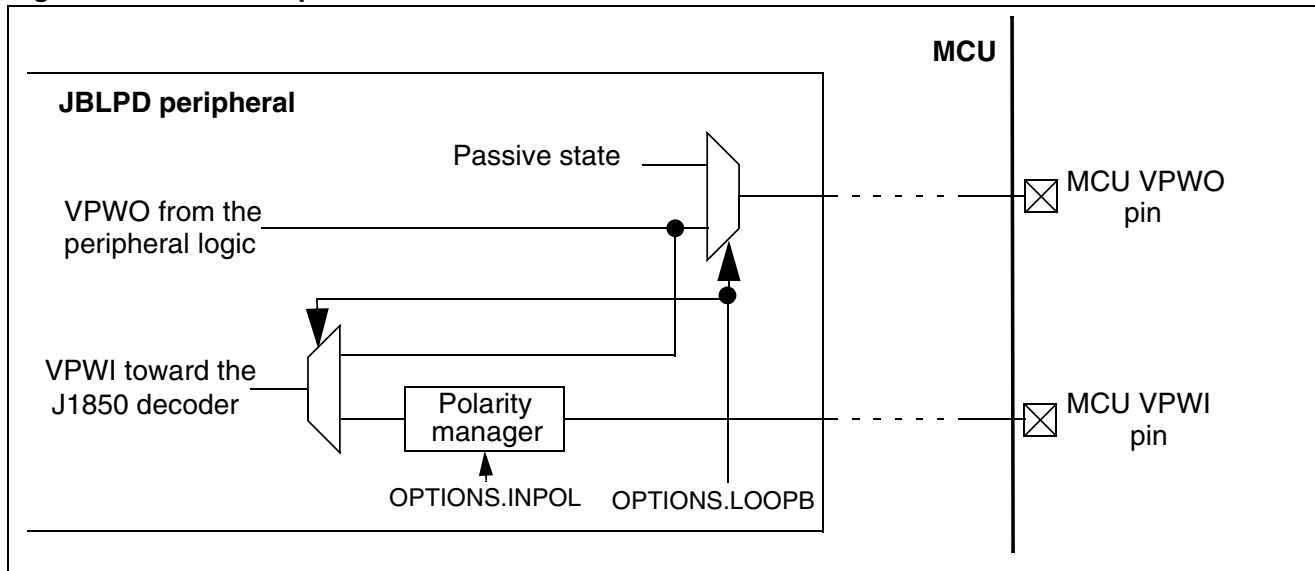 MCU
JBLPD peripheral
Passive state
MCU VPWO
pin
VPWO from the
peripheral logic
VPWI toward the
J1850 decoder
Polarity
manager
MCU VPWI
pin
OPTIONS.INPOL
OPTIONS.LOOPB